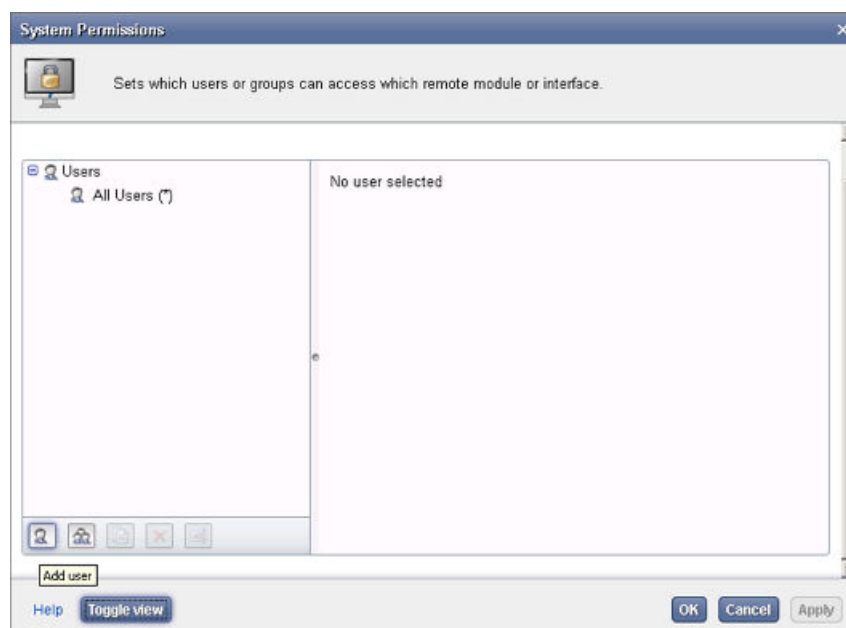 System Permissions
Sets which users or groups can access which remote module or interface.
Users
All Users (*)
No user selected
Add user
Help
Toggle view
OK
Cancel
Apply